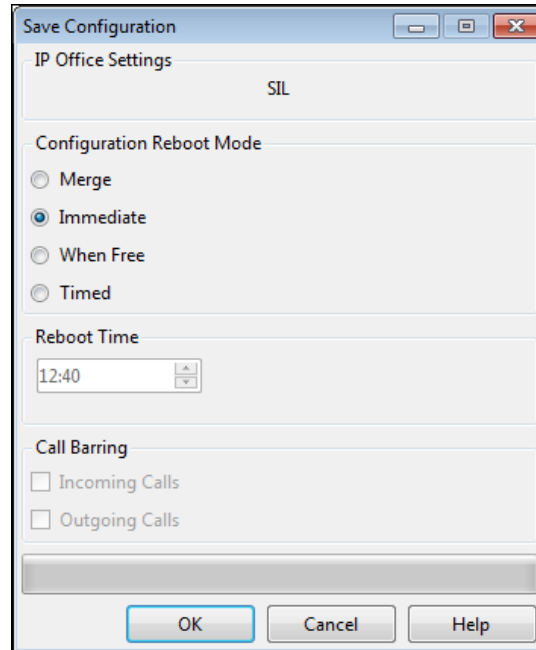 Save Configuration
IP Office Settings
SIL
Configuration Reboot Mode
Merge
Immediate
When Free
Timed
Reboot Time
12:40
Call Barring
Incoming Calls
Outgoing Calls
OK Cancel Help